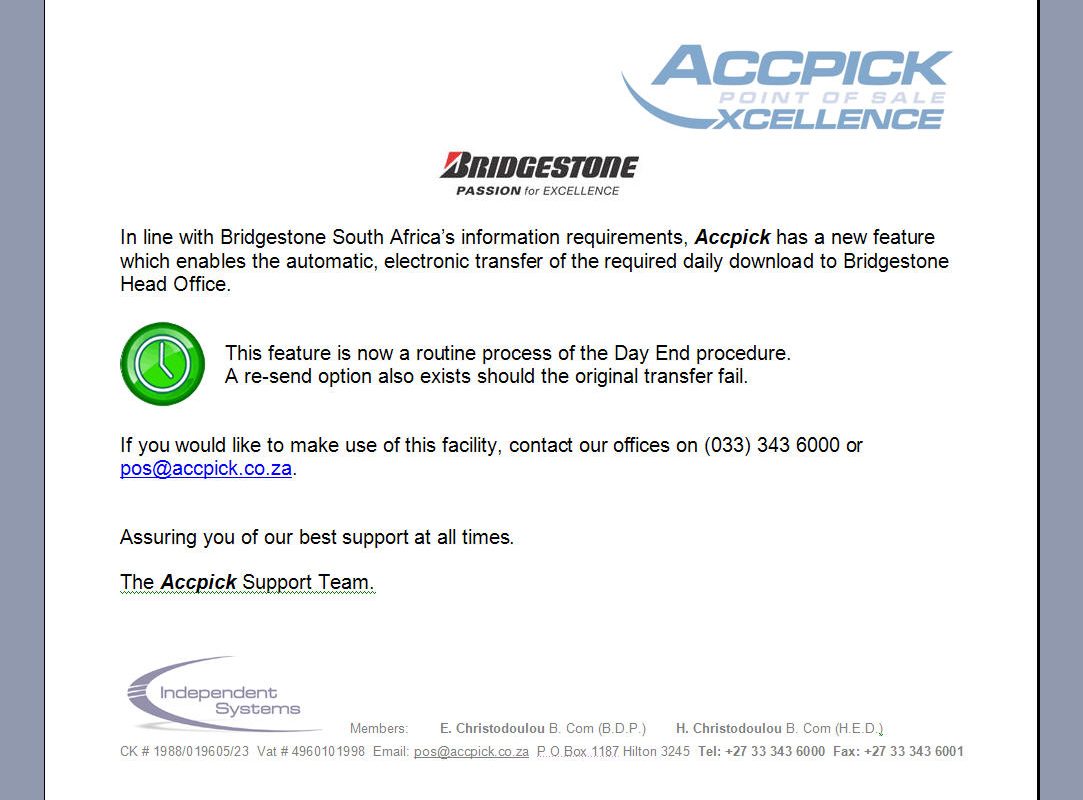 ACCPICK
POINT OF SALE
XCELLENCE
BRIDGESTONE
PASSION for EXCELLENCE
In line with Bridgestone South Africa's information requirements, Accpick has a new feature
which enables the automatic, electronic transfer of the required daily download to Bridgestone
Head Office.
This feature is now a routine process of the Day End procedure.
A re-send option also exists should the original transfer fail.
If you would like to make use of this facility, contact our offices on (033) 343 6000 or
pos@accpick.co.za.
Assuring you of our best support at all times.
The Accpick Support Team.
Independent
Systems
Members: E. Christodoulou B. Com (B.D.P.) H. Christodoulou B. Com (H.E.D.)
CK # 1988/019605/23 Vat # 4960101998 Email: pos@accpick.co.za P O Box 1187 Hilton 3245 Tel: +27 33 343 6000 Fax: +27 33 343 6001